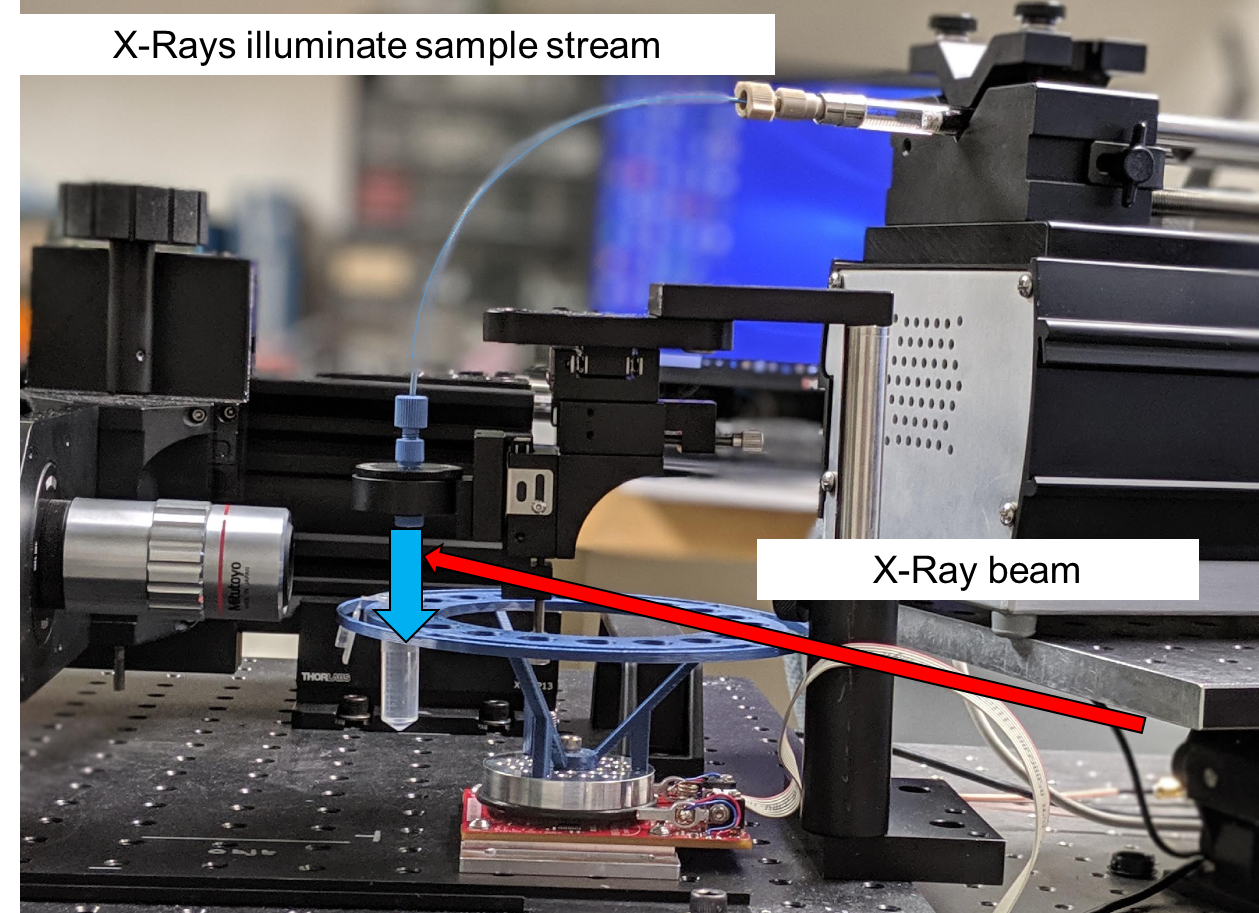 X-Rays illuminate sample stream
Mitutoyo
X-Ray beam
THORLABS